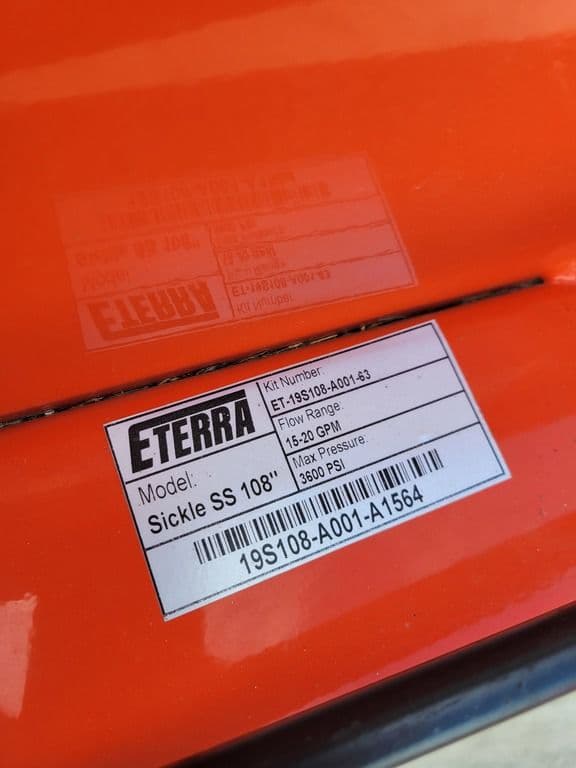 ETERRA
Model:
Sickle SS 108"
Kit Number:
ET-19S108-A001-63
Flow Range:
15-20 GPM
Max Pressure:
3600 PSI
19S108-A001-A1564